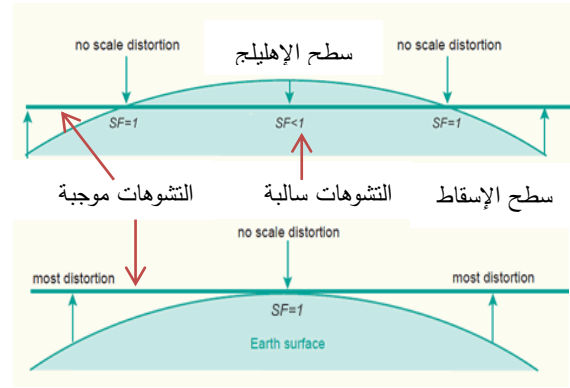 no scale distortion
سطح الإهليلج
no scale distortion
SF=1
SF<1
SF=1
التشوهات موجبة
التشوهات سالبة
سطح الإسقاط
no scale distortion
most distortion
most distortion
SF=1
Earth surface